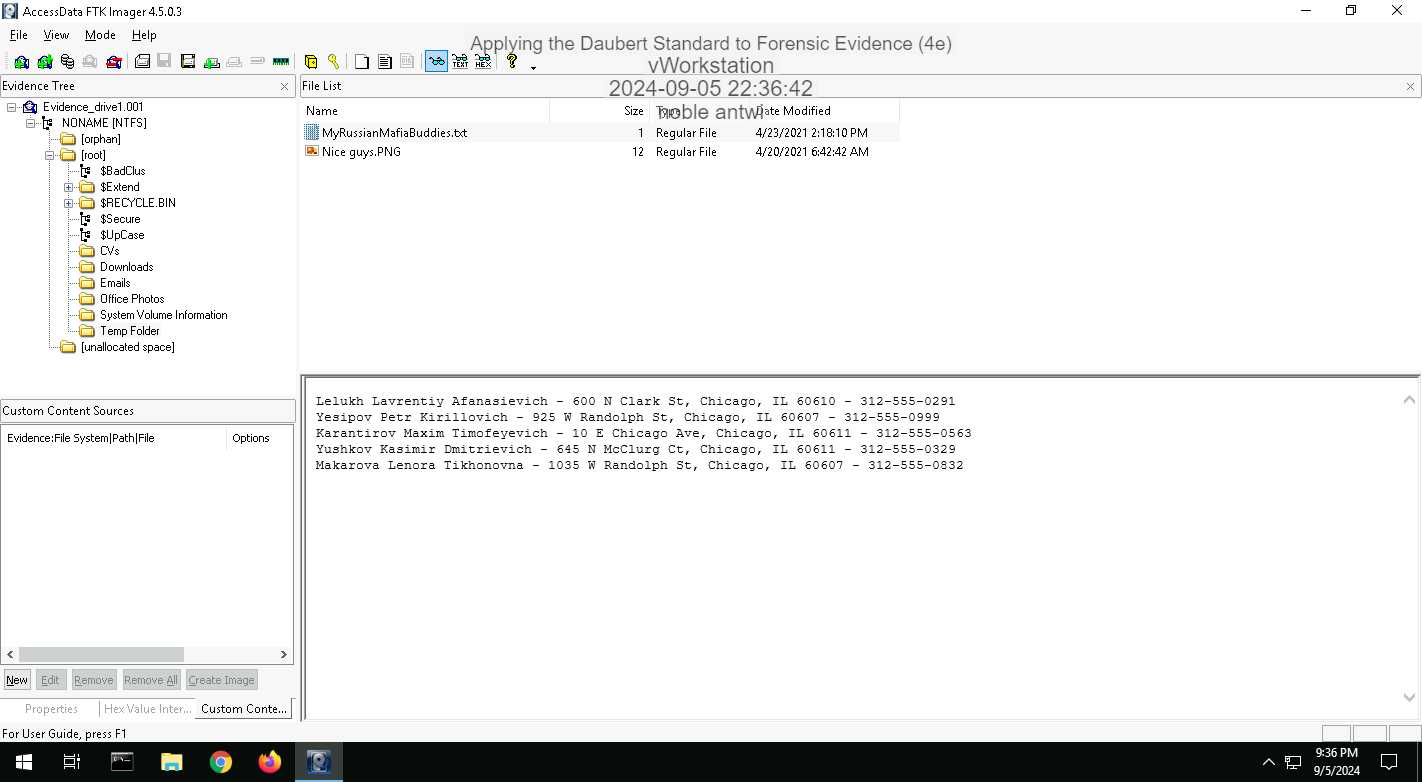 AccessData FTK Imager 4.5.0.3
File View Mode Help
Applying the Daubert Standard to Forensic Evidence (4e)
vWorkstation
2024-09-05 22:36:42
noble antwi
Evidence Tree
Evidence_drive1.001
NONAME [NTFS]
[orphan]
[root]
$BadClus
$Extend
$RECYCLE.BIN
$Secure
$UpCase
CVs
Downloads
Emails
Office Photos
System Volume Information
Temp Folder
[unallocated space]
File List
Name Size Type Date Modified
MyRussianMafiaBuddies.txt 1 Regular File 4/23/2021 2:18:10 PM
Nice guys.PNG 12 Regular File 4/20/2021 6:42:42 AM
Custom Content Sources
Evidence:File System|Path|File Options
New Edit Remove Remove All Create Image
Properties Hex Value Inter... Custom Conte...
Lelukh Lavrentiy Afanasievich - 600 N Clark St, Chicago, IL 60610 - 312-555-0291
Yesipov Petr Kirillovich - 925 W Randolph St, Chicago, IL 60607 - 312-555-0999
Karantirov Maxim Timofeyevich - 10 E Chicago Ave, Chicago, IL 60611 - 312-555-0563
Yushkov Kasimir Dmitrievich - 645 N McClurg Ct, Chicago, IL 60611 - 312-555-0329
Makarova Lenora Tikhonovna - 1035 W Randolph St, Chicago, IL 60607 - 312-555-0832
For User Guide, press F1
9:36 PM
9/5/2024